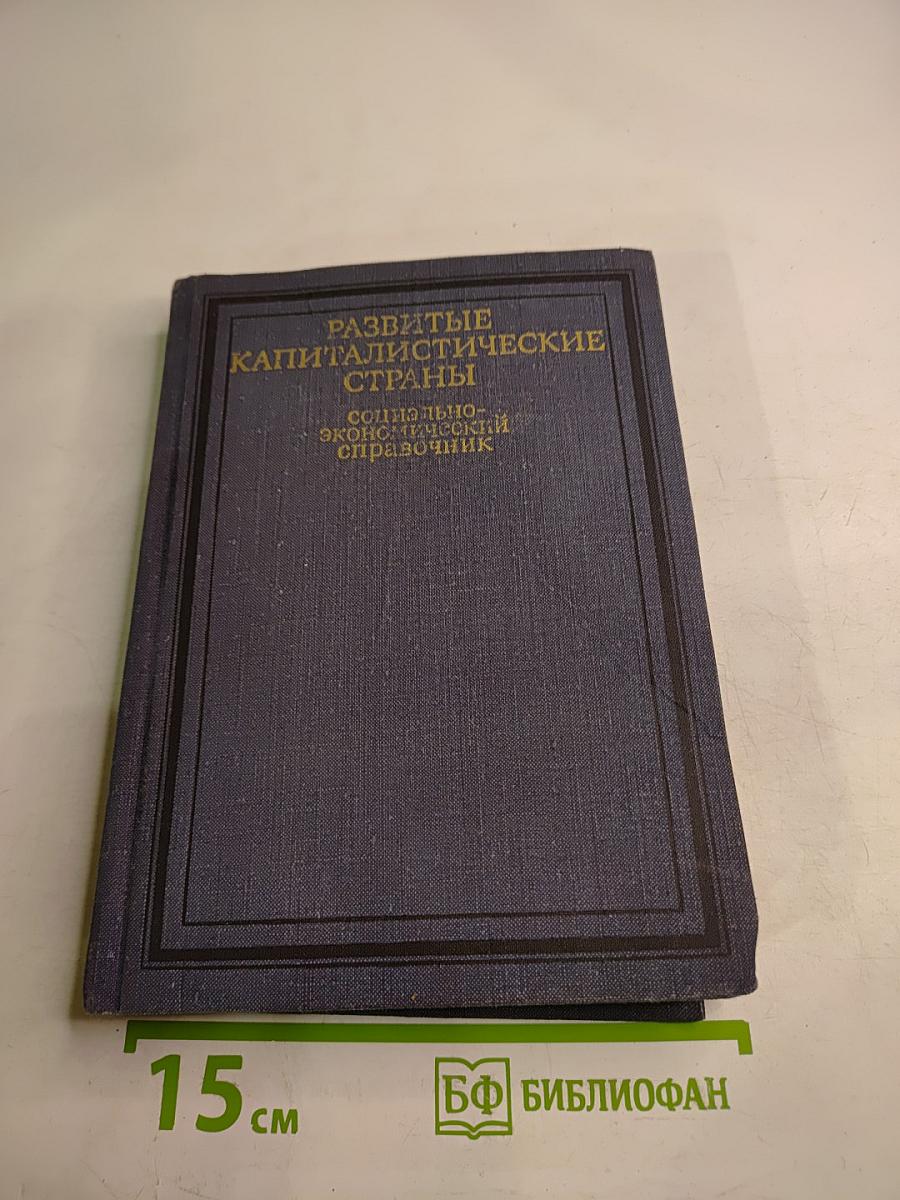 РАЗВИТЫЕ
КАПИТАЛИСТИЧЕСКИЕ
СТРАНЫ
социально-
экономический
справочник
15 см
БФ БИБЛИОФАН